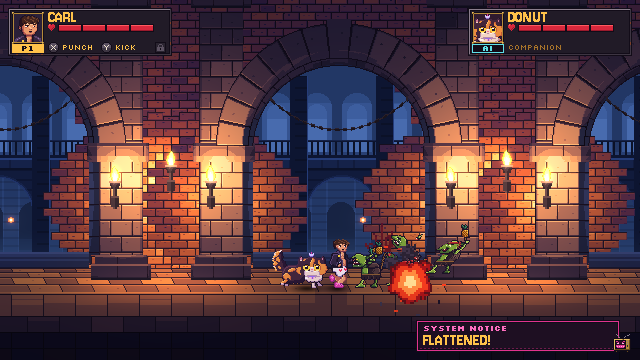 CARL
P1
X PUNCH Y KICK
DONUT
AI
COMPANION
SYSTEM NOTICE
FLATTENED!